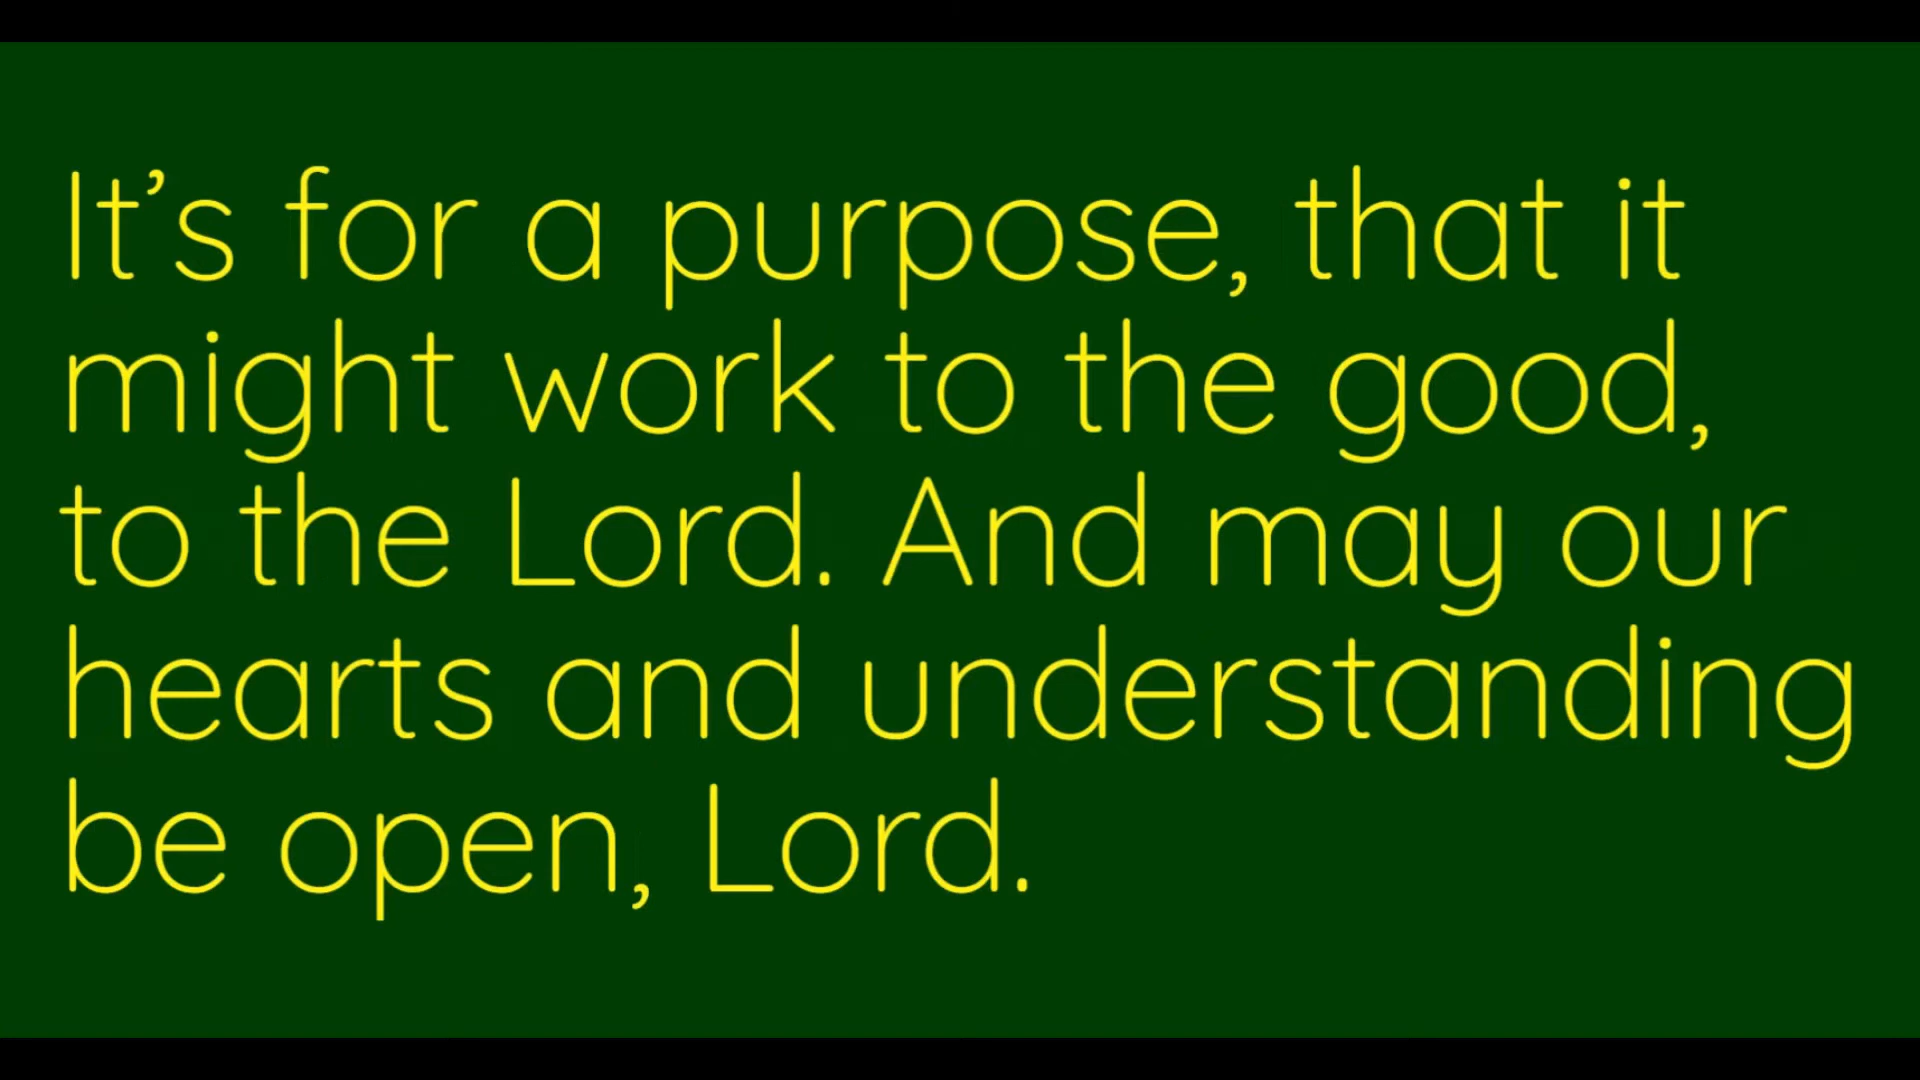 It’s for a purpose, that it
might work to the good,
to the Lord. And may our
hearts and understanding
be open, Lord.